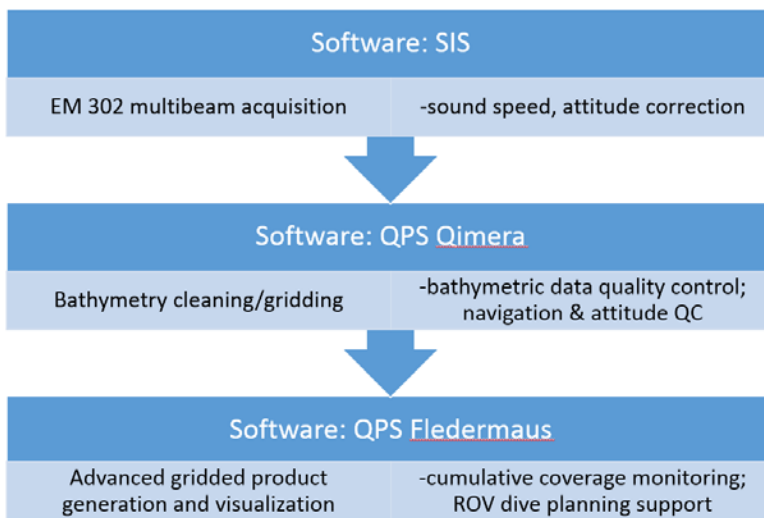 Software: SIS
EM 302 multibeam acquisition
-sound speed, attitude correction
Software: QPS Qimera
Bathymetry cleaning/gridding
-bathymetric data quality control;
navigation & attitude QC
Software: QPS Fledermaus
Advanced gridded product
generation and visualization
-cumulative coverage monitoring;
ROV dive planning support